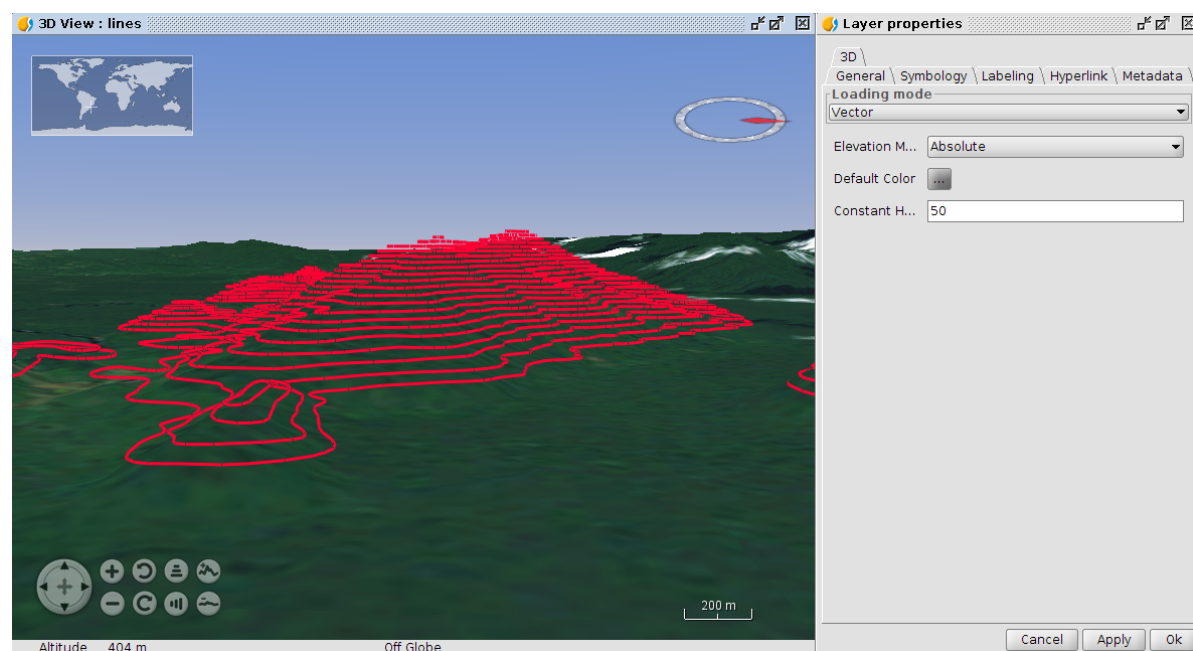 3D View : lines
200 m
Altitude 404 m Off Globe
Layer properties
3D
General Symbology Labeling Hyperlink Metadata
Loading mode
Vector
Elevation M... Absolute
Default Color ...
Constant H... 50
Cancel Apply Ok